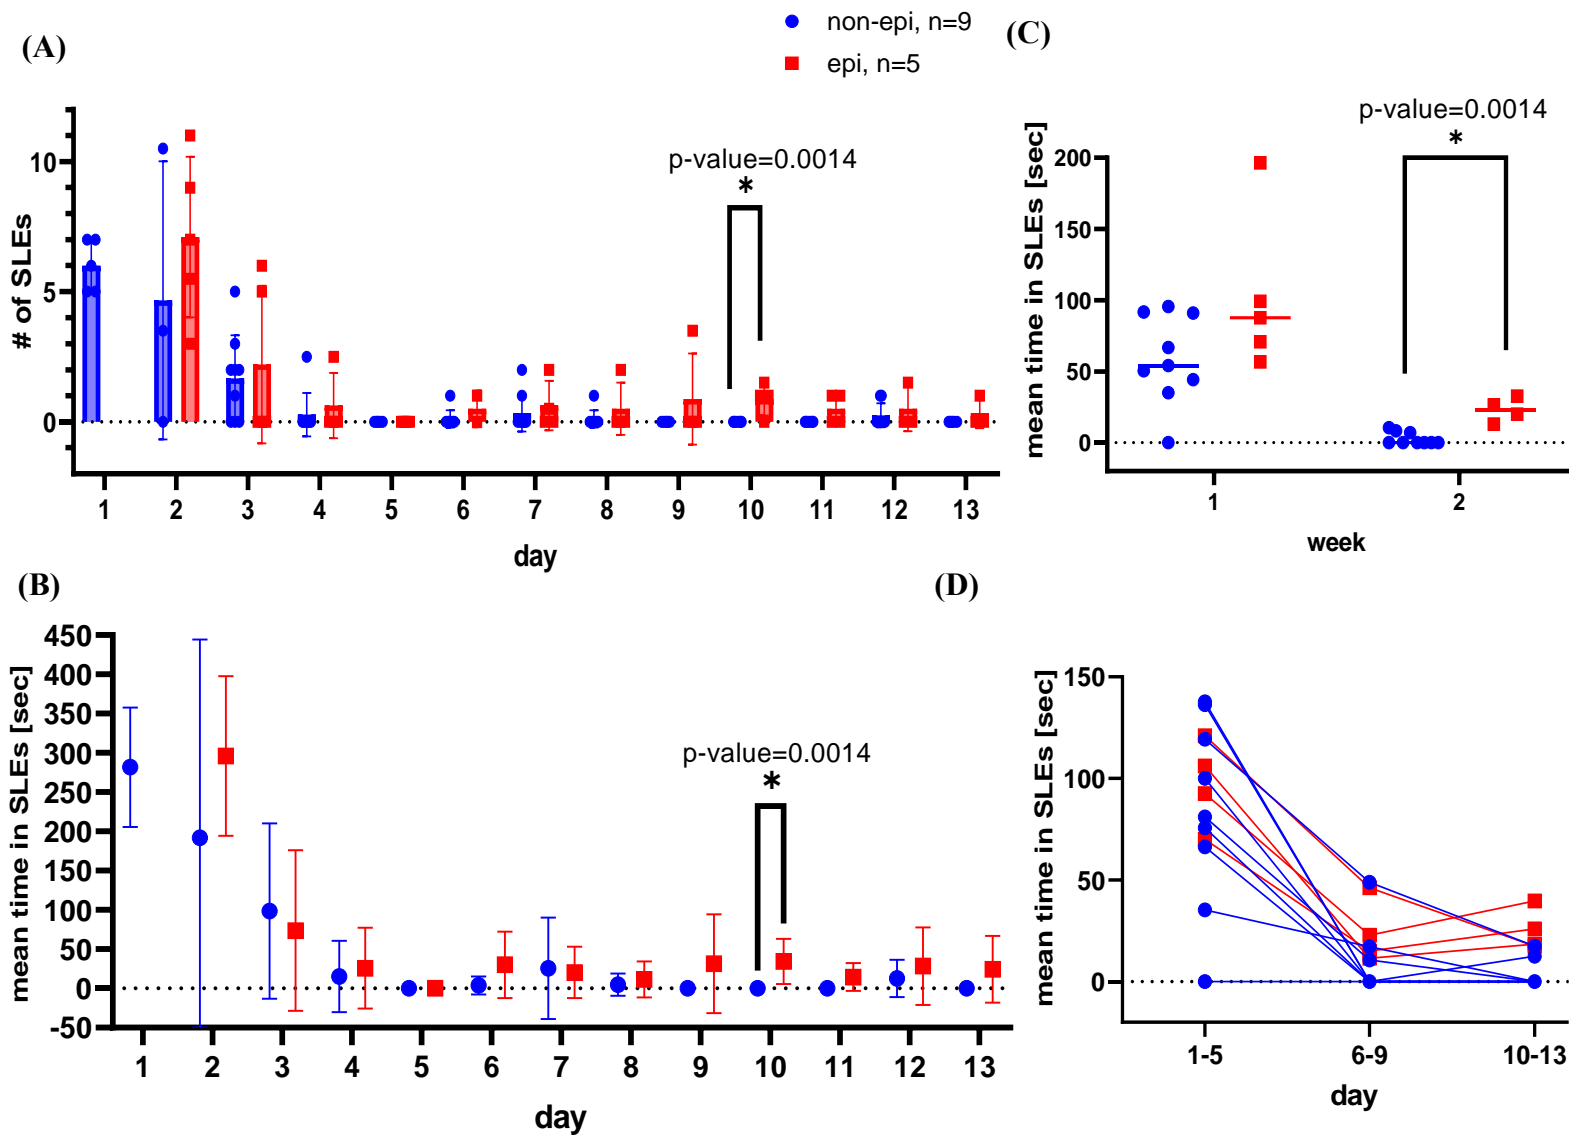 non-epi, n=9
epi, n=5
(A)
# of SLEs
10
5
0
p-value=0.0014
*
1 2 3 4 5 6 7 8 9 10 11 12 13
day
(C)
mean time in SLEs [sec]
200
150
100
50
0
p-value=0.0014
*
1 2
week
(B)
mean time in SLEs [sec]
450
400
350
300
250
200
150
100
50
0
-50
p-value=0.0014
*
1 2 3 4 5 6 7 8 9 10 11 12 13
day
(D)
mean time in SLEs [sec]
150
100
50
0
1-5 6-9 10-13
day